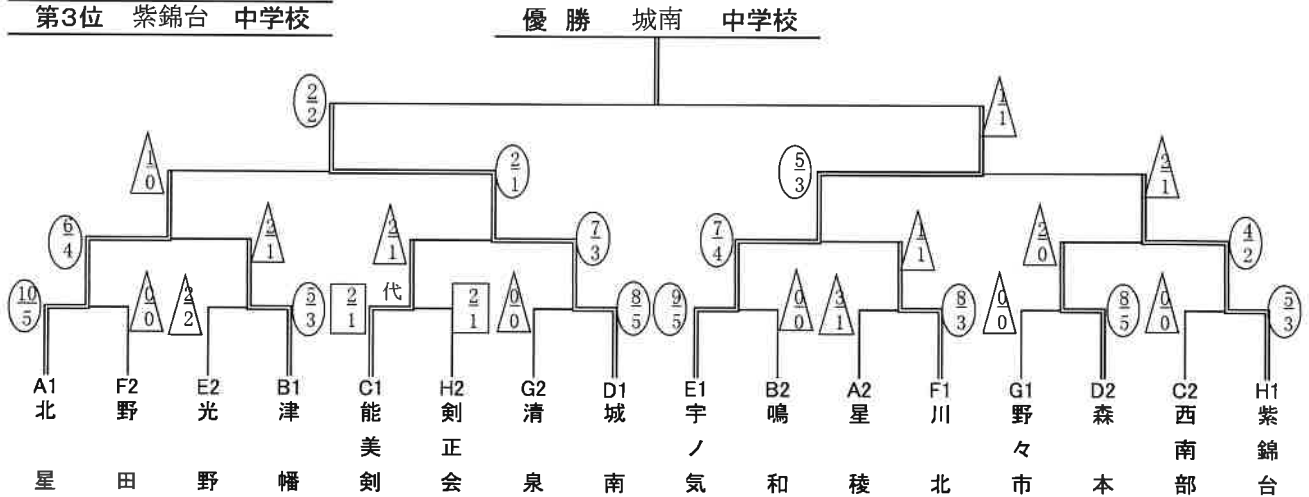 第3位 紫錦台 中学校
優 勝 城南 中学校
2/2 1/1
1/0 2/1 5/3 2/1
6/4 2/1 2/1 7/3 7/4 1/1 2/0 4/2
10/5 0/0 2/2 5/3 2/1 代 2/1 0/0 8/5 9/5 0/0 3/1 8/3 0/0 8/5 0/0 5/3
A1 F2 E2 B1 C1 H2 G2 D1 E1 B2 A2 F1 G1 D2 C2 H1
北星
野田
光野
津幡
能美剣
剣正会
清泉
城南
宇ノ気
鳴和
星稜
川北
野々市
森本
西南部
紫錦台